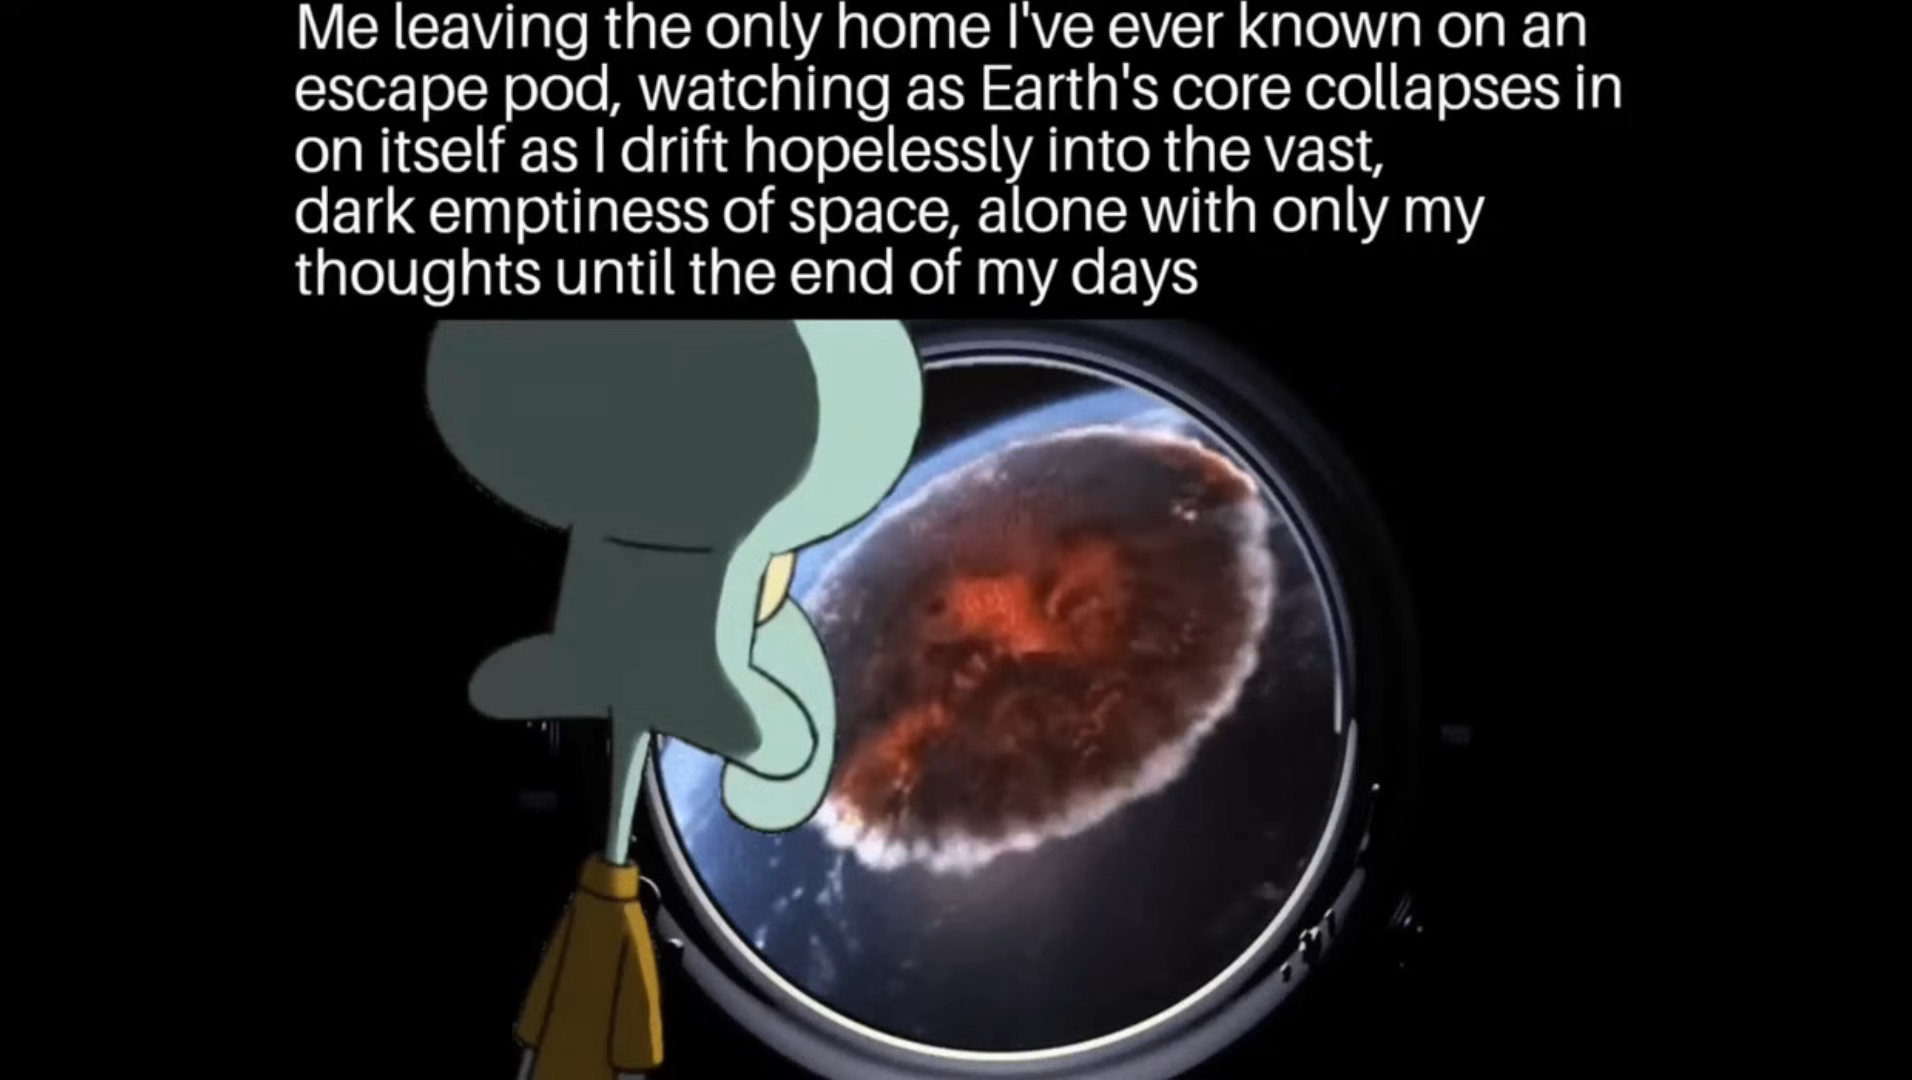 Me leaving the only home I've ever known on an
escape pod, watching as Earth's core collapses in
on itself as I drift hopelessly into the vast,
dark emptiness of space, alone with only my
thoughts until the end of my days